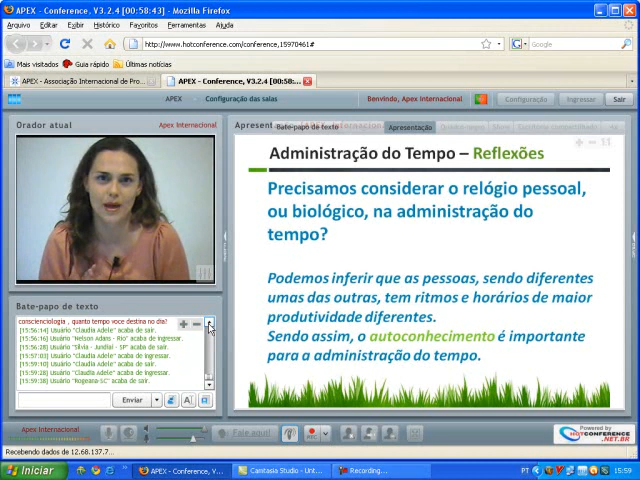 APEX - Conference, V3.2.4 [00:58:43] - Mozilla Firefox
Arquivo Editar Exibir Histórico Favoritos Ferramentas Ajuda
http://www.hotconference.com/conference,15970461#
Google
Mais visitados Guia rápido Últimas notícias
APEX - Associação Internacional de Pro...
APEX - Conference, V3.2.4 [00:58:...
APEX - Configuração das salas
Benvindo, Apex Internacional
Configuração
Ingressar
Sair
Orador atual
Apex Internacional
Bate-papo de texto
Apresentação
1:1
Administração do Tempo – Reflexões
Precisamos considerar o relógio pessoal,
ou biológico, na administração do
tempo?
Podemos inferir que as pessoas, sendo diferentes
umas das outras, tem ritmos e horários de maior
produtividade diferentes.
Sendo assim, o autoconhecimento é importante
para a administração do tempo.
Bate-papo de texto
conscienciologia , quanto tempo voce destina no dia?
[15:56:14] Usuário "Claudia Adele" acaba de sair.
[15:56:16] Usuário "Nelson Adans - Rio" acaba de ingressar.
[15:56:28] Usuário "Silvia - Jundiaí - SP" acaba de sair.
[15:57:03] Usuário "Claudia Adele" acaba de ingressar.
[15:59:10] Usuário "Claudia Adele" acaba de sair.
[15:59:28] Usuário "Claudia Adele" acaba de ingressar.
[15:59:38] Usuário "Rogeana-SC" acaba de sair.
Enviar
Apex Internacional
Fale aqui!
REC
Powered by
HOTCONFERENCE
.NET.BR
Recebendo dados de 12.68.137.7...
Iniciar
APEX - Conference, V...
Camtasia Studio - Unt...
Recording...
PT
15:59